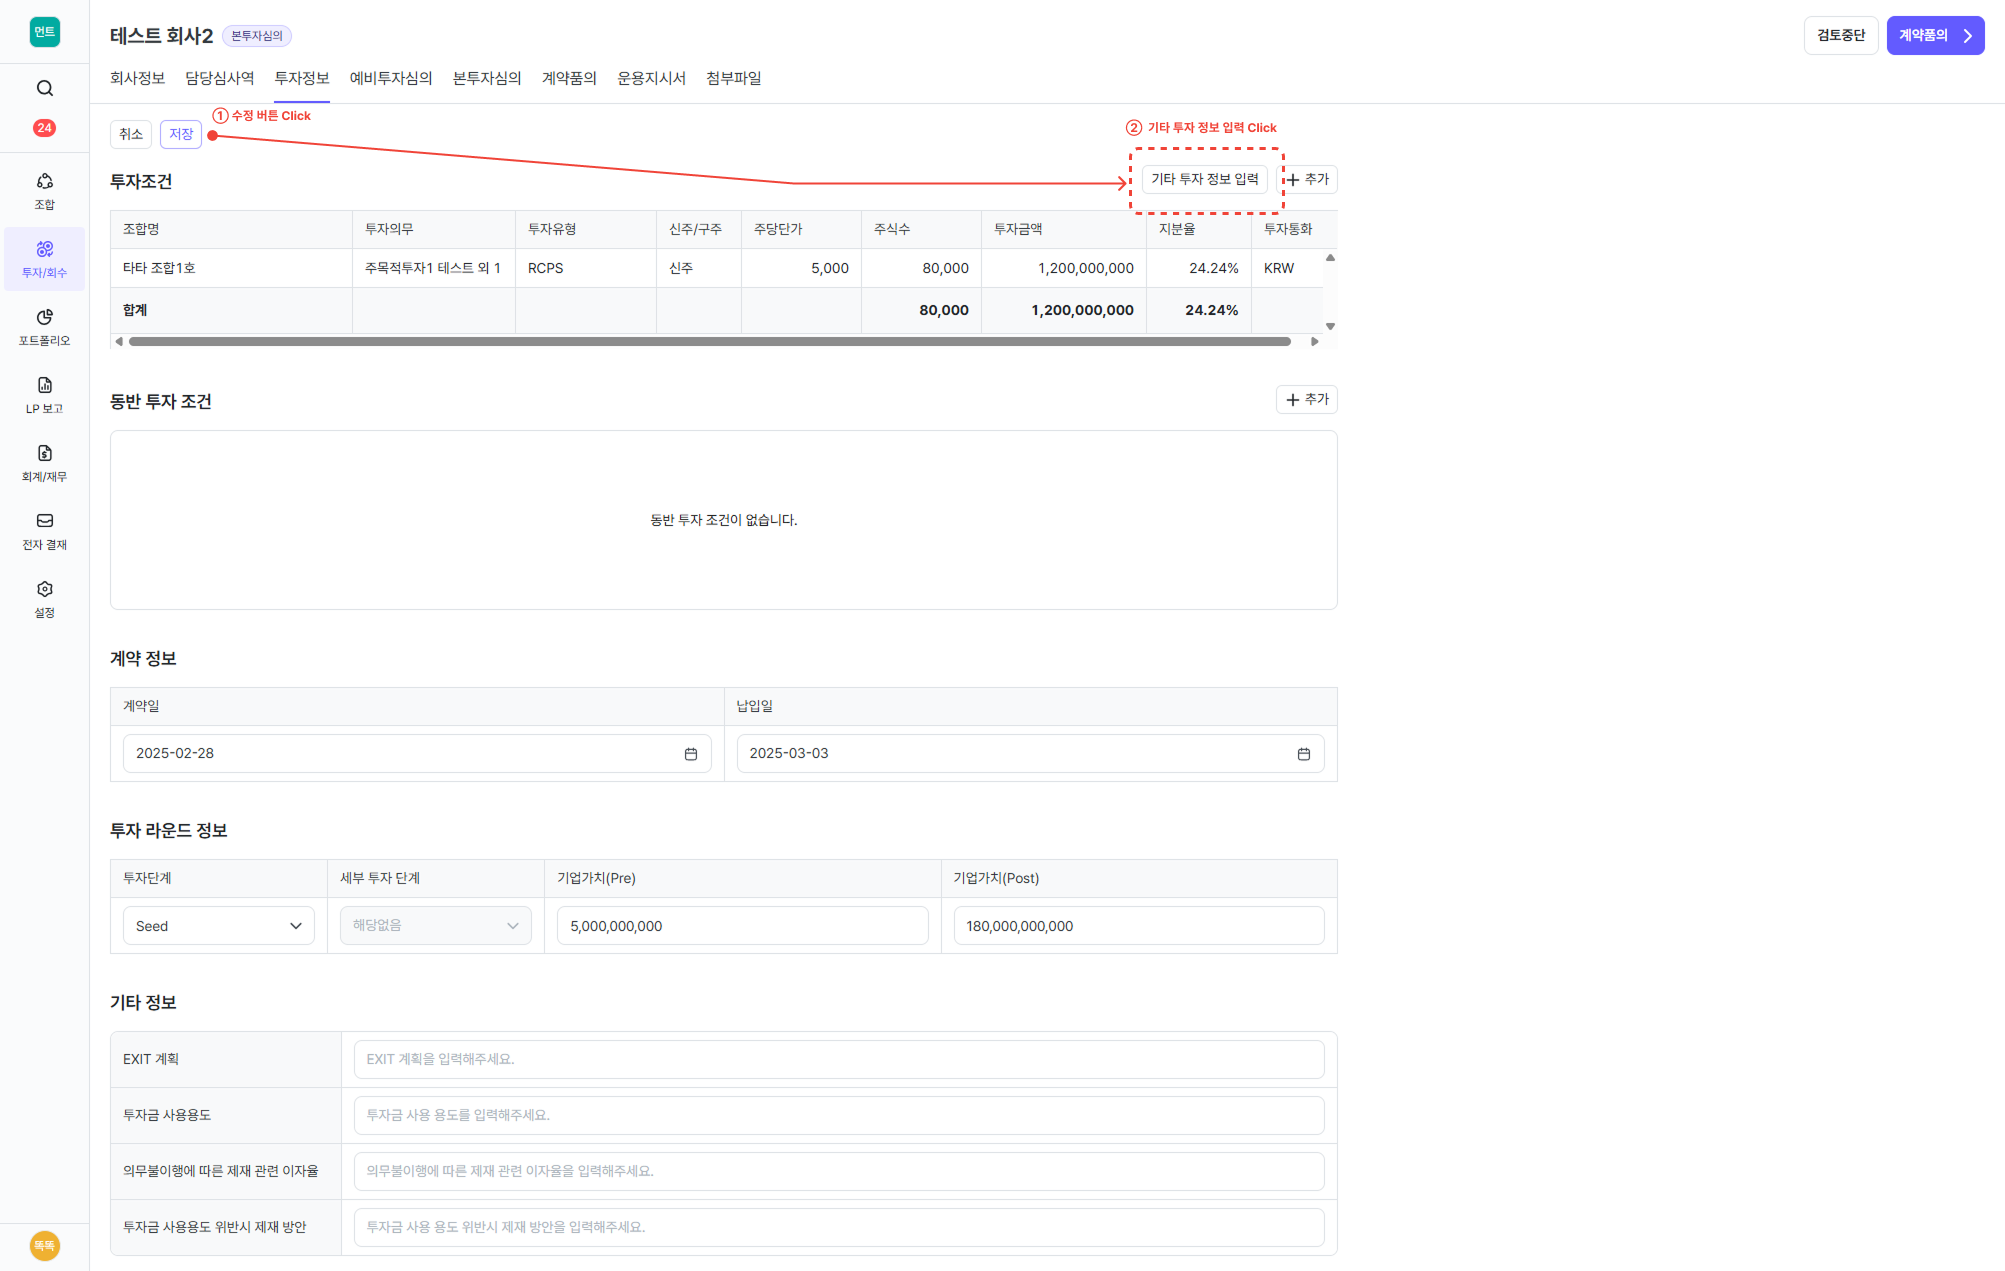 먼트
테스트 회사2
본투자심의
검토중단
계약품의
회사정보
담당심사역
투자정보
예비투자심의
본투자심의
계약품의
운용지시서
첨부파일
24
① 수정 버튼 Click
취소
저장
② 기타 투자 정보 입력 Click
투자조건
기타 투자 정보 입력
추가
조합명
투자의무
투자유형
신주/구주
주당단가
주식수
투자금액
지분율
투자통화
타타 조합1호
주목적투자1 테스트 외 1
RCPS
신주
5,000
80,000
1,200,000,000
24.24%
KRW
합계
80,000
1,200,000,000
24.24%
조합
투자/회수
포트폴리오
LP 보고
회계/재무
전자 결재
설정
똑똑
동반 투자 조건
추가
동반 투자 조건이 없습니다.
계약 정보
계약일
납입일
2025-02-28
2025-03-03
투자 라운드 정보
투자단계
세부 투자 단계
기업가치(Pre)
기업가치(Post)
Seed
해당없음
5,000,000,000
180,000,000,000
기타 정보
EXIT 계획
EXIT 계획을 입력해주세요.
투자금 사용용도
투자금 사용 용도를 입력해주세요.
의무불이행에 따른 제재 관련 이자율
의무불이행에 따른 제재 관련 이자율을 입력해주세요.
투자금 사용용도 위반시 제재 방안
투자금 사용 용도 위반시 제재 방안을 입력해주세요.